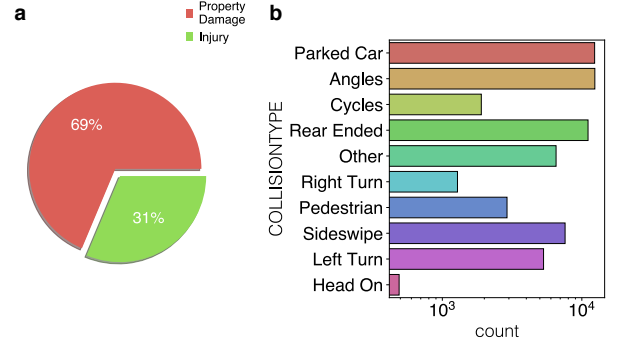 a
Property
Damage
Injury
69%
31%
b
COLLISIONTYPE
Parked Car
Angles
Cycles
Rear Ended
Other
Right Turn
Pedestrian
Sideswipe
Left Turn
Head On
10³ 10⁴
count